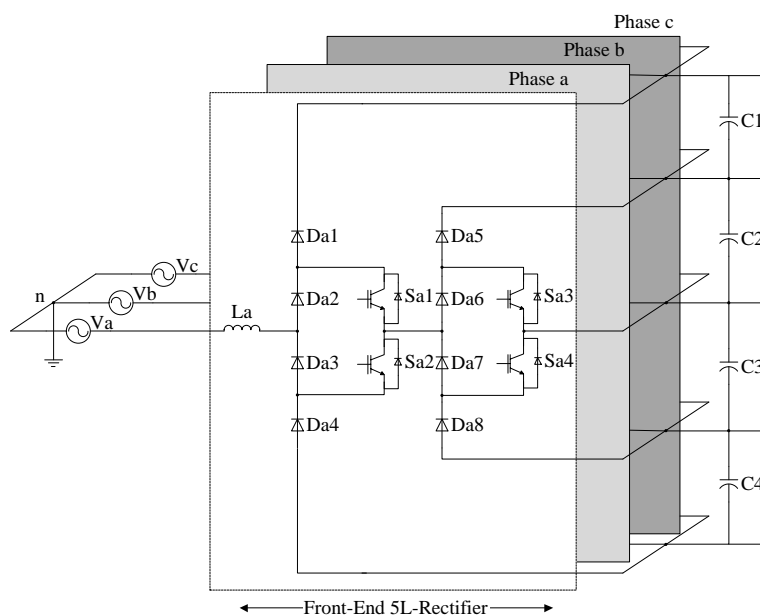 Phase c
Phase b
Phase a
C1
Da1
Da5
C2
Vc
n
Vb
Da2
Sa1
Da6
Sa3
La
Va
Da3
Sa2
Da7
Sa4
C3
Da4
Da8
C4
Front-End 5L-Rectifier